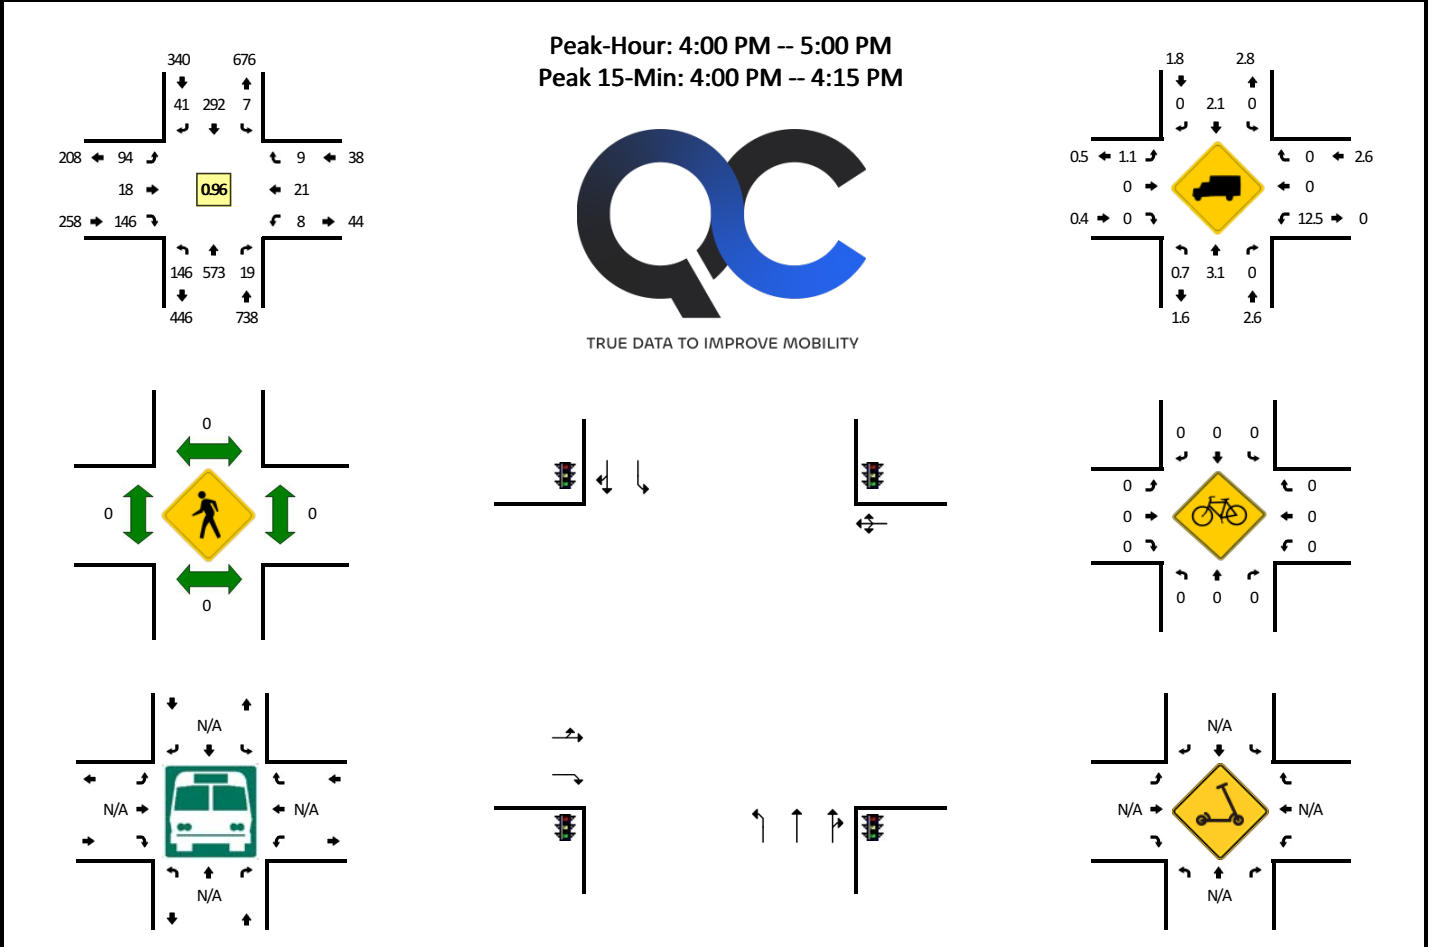 Peak-Hour: 4:00 PM -- 5:00 PM
Peak 15-Min: 4:00 PM -- 4:15 PM
340 676
41 292 7
208 94 9 38
18 0.96 21
258 146 8 44
146 573 19
446 738
1.8 2.8
0 2.1 0
0.5 1.1 0 2.6
0 0
0.4 0 12.5 0
0.7 3.1 0
1.6 2.6
QC
TRUE DATA TO IMPROVE MOBILITY
0
0 0
0
0 0 0
0 0
0 0
0 0
0 0 0
N/A
N/A N/A
N/A
N/A
N/A N/A
N/A